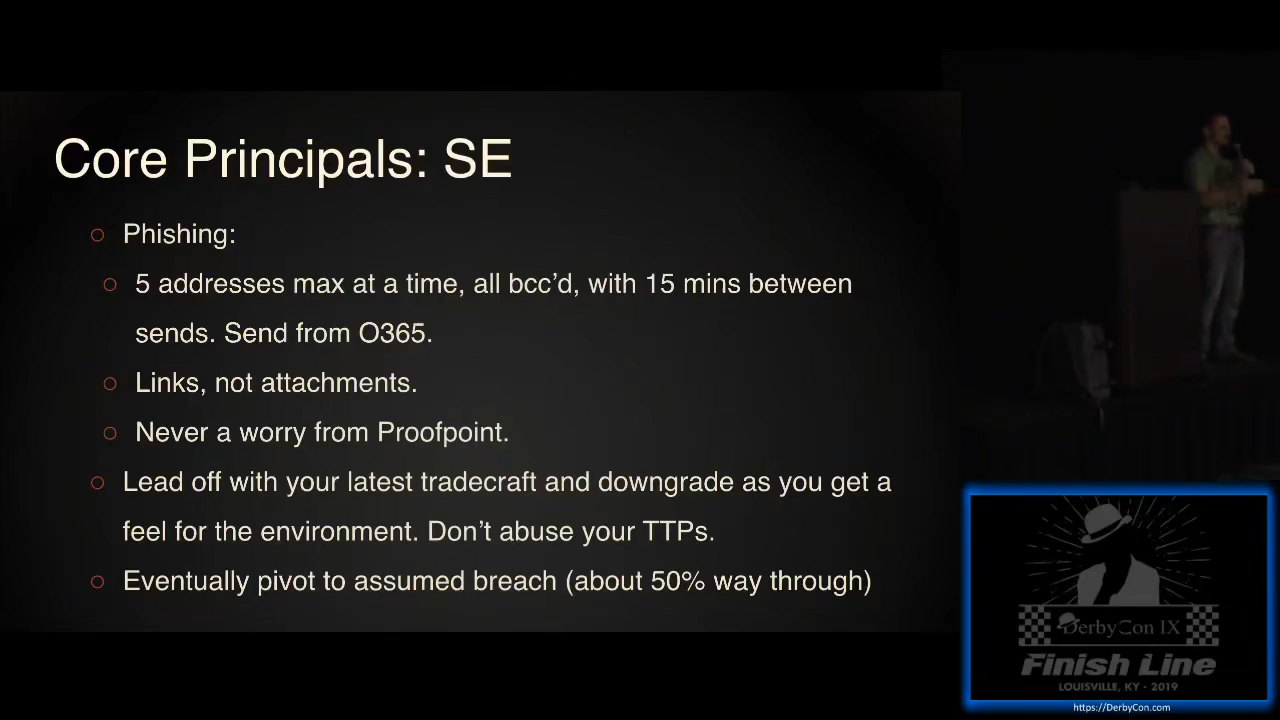 Core Principals: SE
Phishing:
5 addresses max at a time, all bcc’d, with 15 mins between
sends. Send from O365.
Links, not attachments.
Never a worry from Proofpoint.
Lead off with your latest tradecraft and downgrade as you get a
feel for the environment. Don’t abuse your TTPs.
Eventually pivot to assumed breach (about 50% way through)
DerbyCon IX
Finish Line
LOUISVILLE, KY - 2019
https://DerbyCon.com